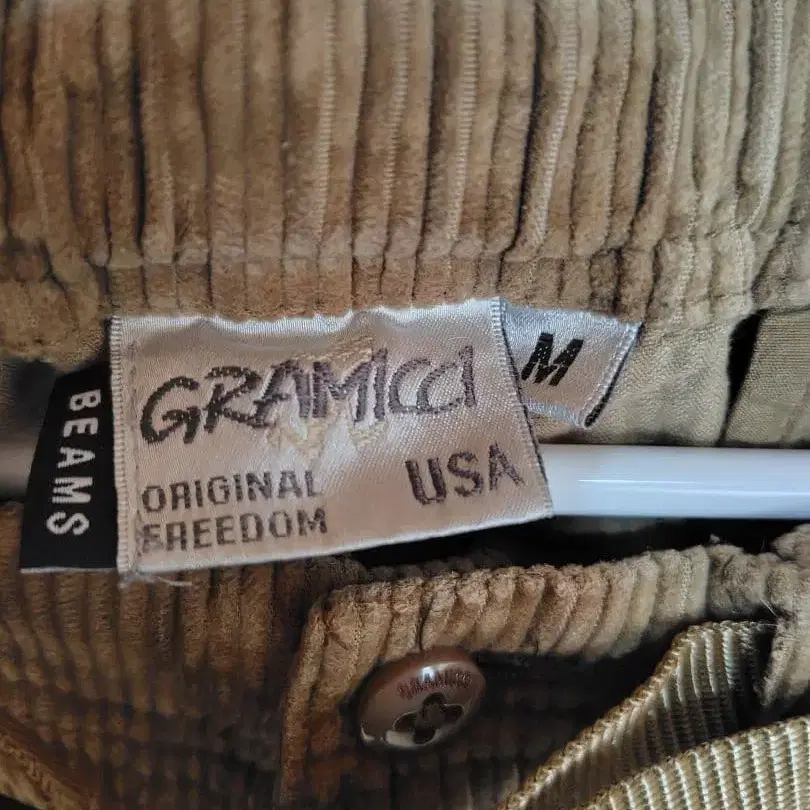 BEAMS
GRAMICCI
ORIGINAL
FREEDOM
USA
M